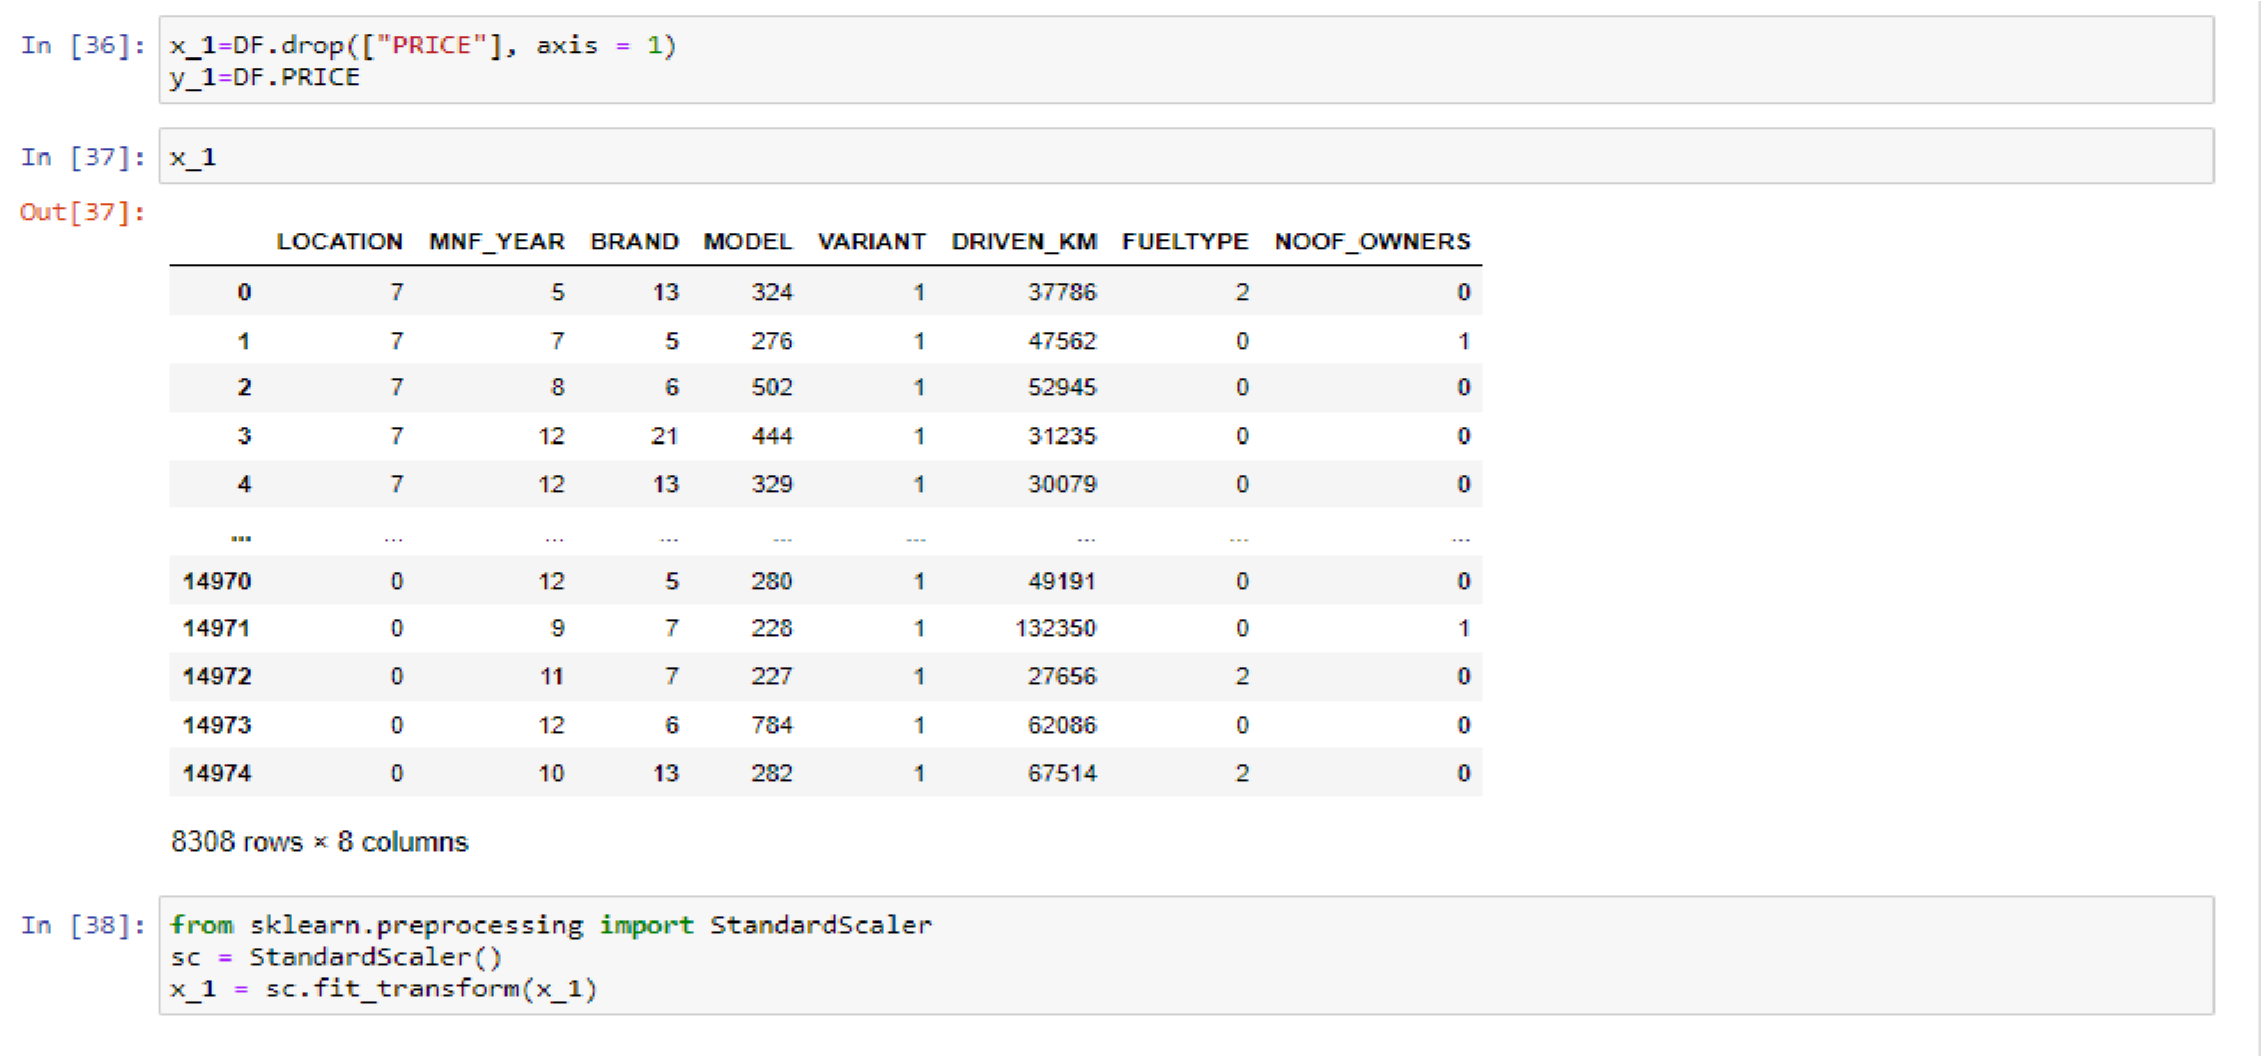 In [36]: x_1=DF.drop(["PRICE"], axis = 1)
y_1=DF.PRICE
In [37]: x_1
Out[37]:
LOCATION MNF_YEAR BRAND MODEL VARIANT DRIVEN_KM FUELTYPE NOOF_OWNERS
0 7 5 13 324 1 37786 2 0
1 7 7 5 276 1 47562 0 1
2 7 8 6 502 1 52945 0 0
3 7 12 21 444 1 31235 0 0
4 7 12 13 329 1 30079 0 0
... ... ... ... ... ... ... ... ...
14970 0 12 5 280 1 49191 0 0
14971 0 9 7 228 1 132350 0 1
14972 0 11 7 227 1 27656 2 0
14973 0 12 6 784 1 62086 0 0
14974 0 10 13 282 1 67514 2 0
8308 rows × 8 columns
In [38]: from sklearn.preprocessing import StandardScaler
sc = StandardScaler()
x_1 = sc.fit_transform(x_1)